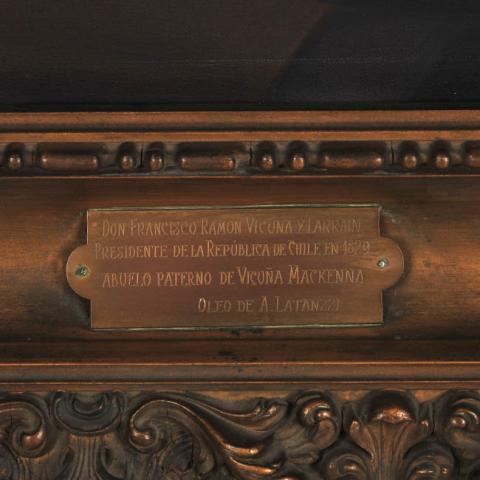 DON FRANCISCO RAMÓN VICUÑA Y LARRAIN
PRESIDENTE DE LA REPÚBLICA DE CHILE EN 1829
ABUELO PATERNO DE VICUÑA MACKENNA
OLEO DE A. LATANZZI